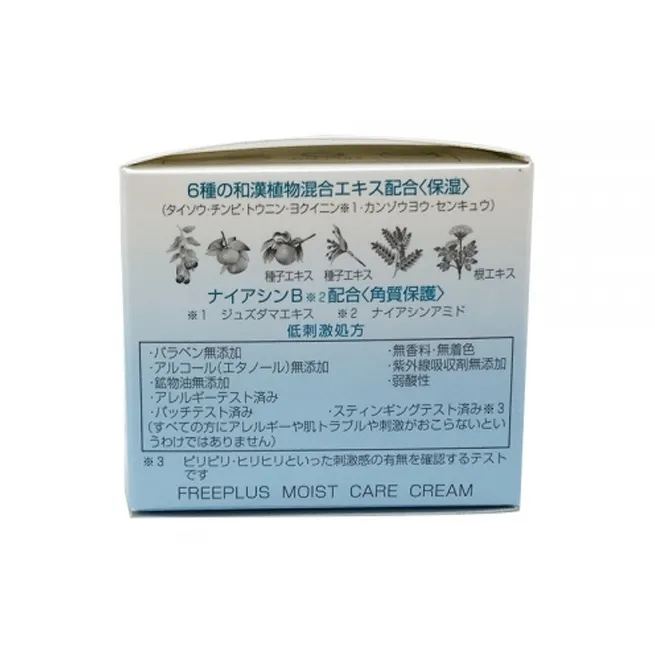 6種の和漢植物混合エキス配合〈保湿〉
(タイソウ・チンピ・トウニン・ヨクイニン※1・カンゾウヨウ・センキュウ)
種子エキス 種子エキス 根エキス
ナイアシンB※2配合〈角質保護〉
※1 ジュズダマエキス ※2 ナイアシンアミド
低刺激処方
・パラベン無添加 ・無香料・無着色
・アルコール(エタノール)無添加 ・紫外線吸収剤無添加
・鉱物油無添加 ・弱酸性
・アレルギーテスト済み
・パッチテスト済み ・スティンギングテスト済み※3
(すべての方にアレルギーや肌トラブルや刺激がおこらないとい
うわけではありません)
※3 ピリピリ・ヒリヒリといった刺激感の有無を確認するテスト
です
FREEPLUS MOIST CARE CREAM